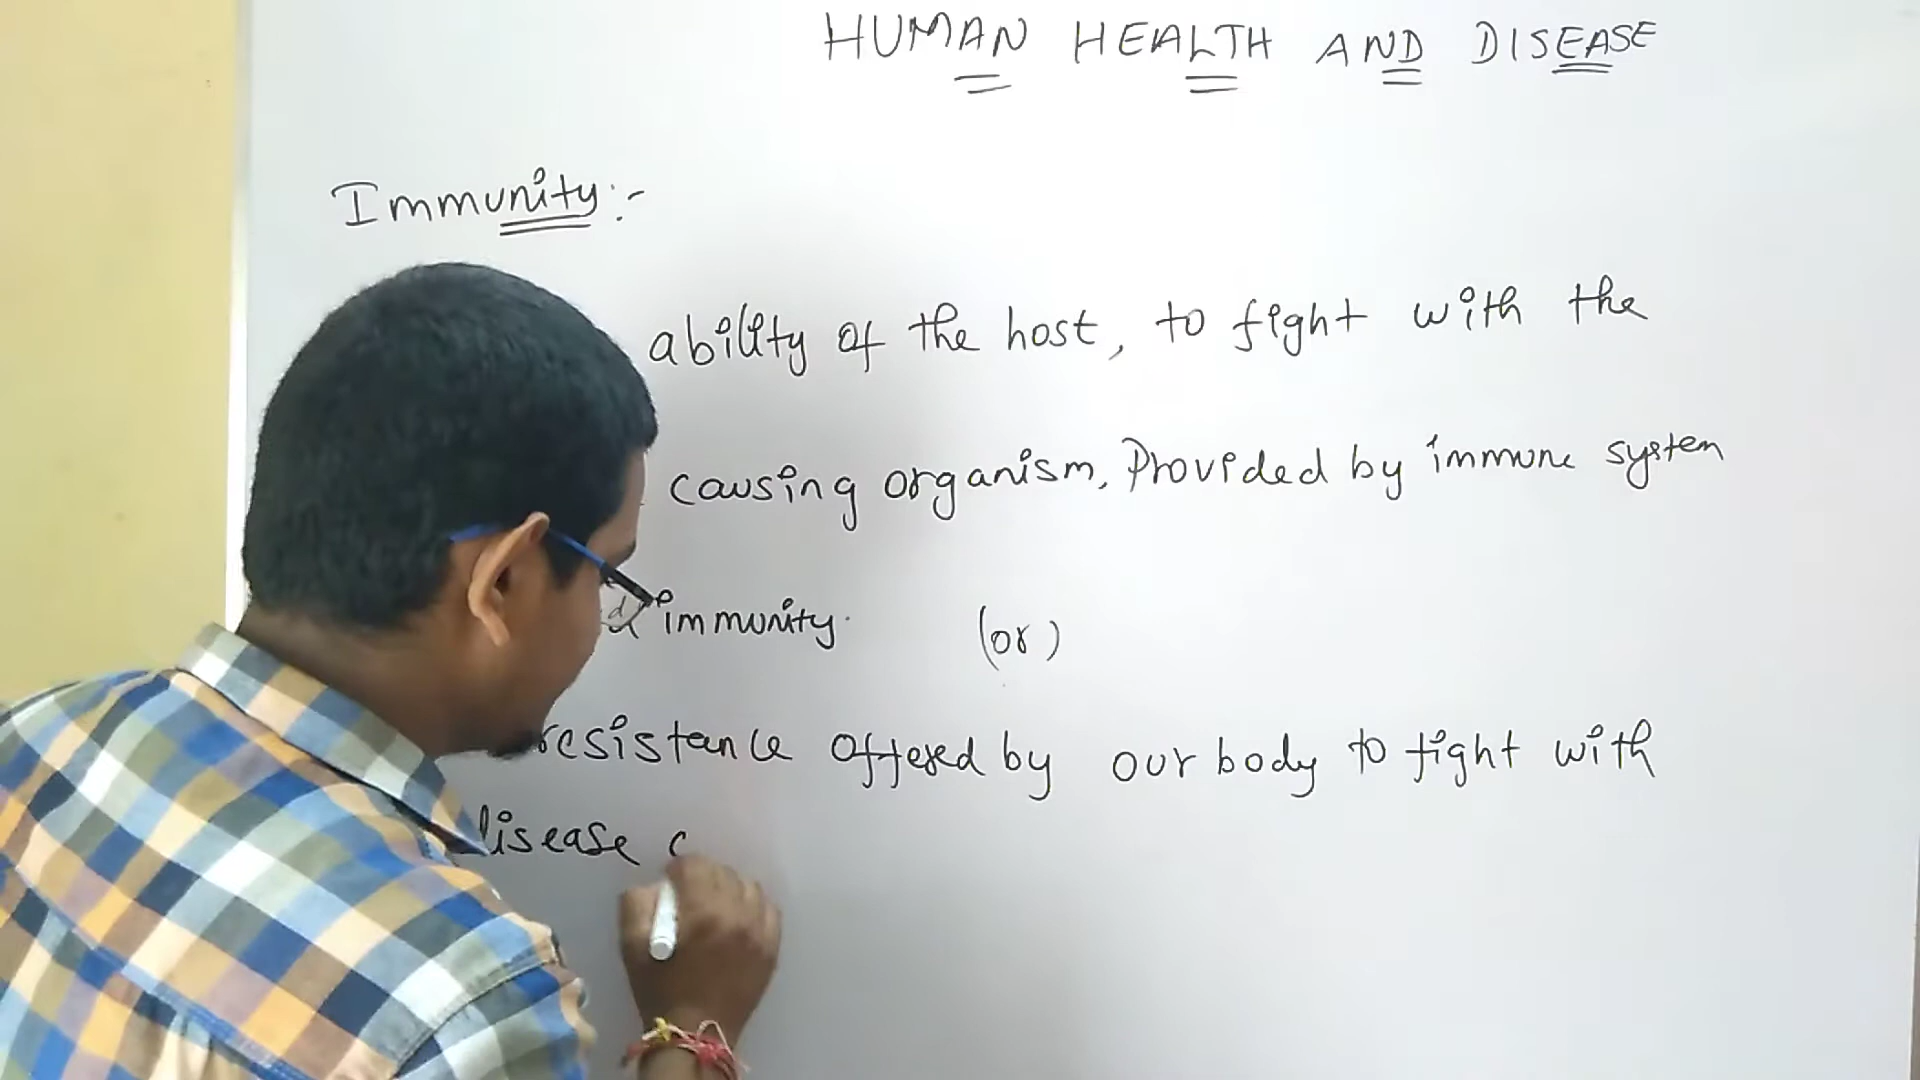 HUMAN HEALTH AND DISEASE
Immunity:-
ability of the host, to fight with the
causing organism, Provided by immune system
immunity.
(or)
resistance offered by our body to fight with
disease c